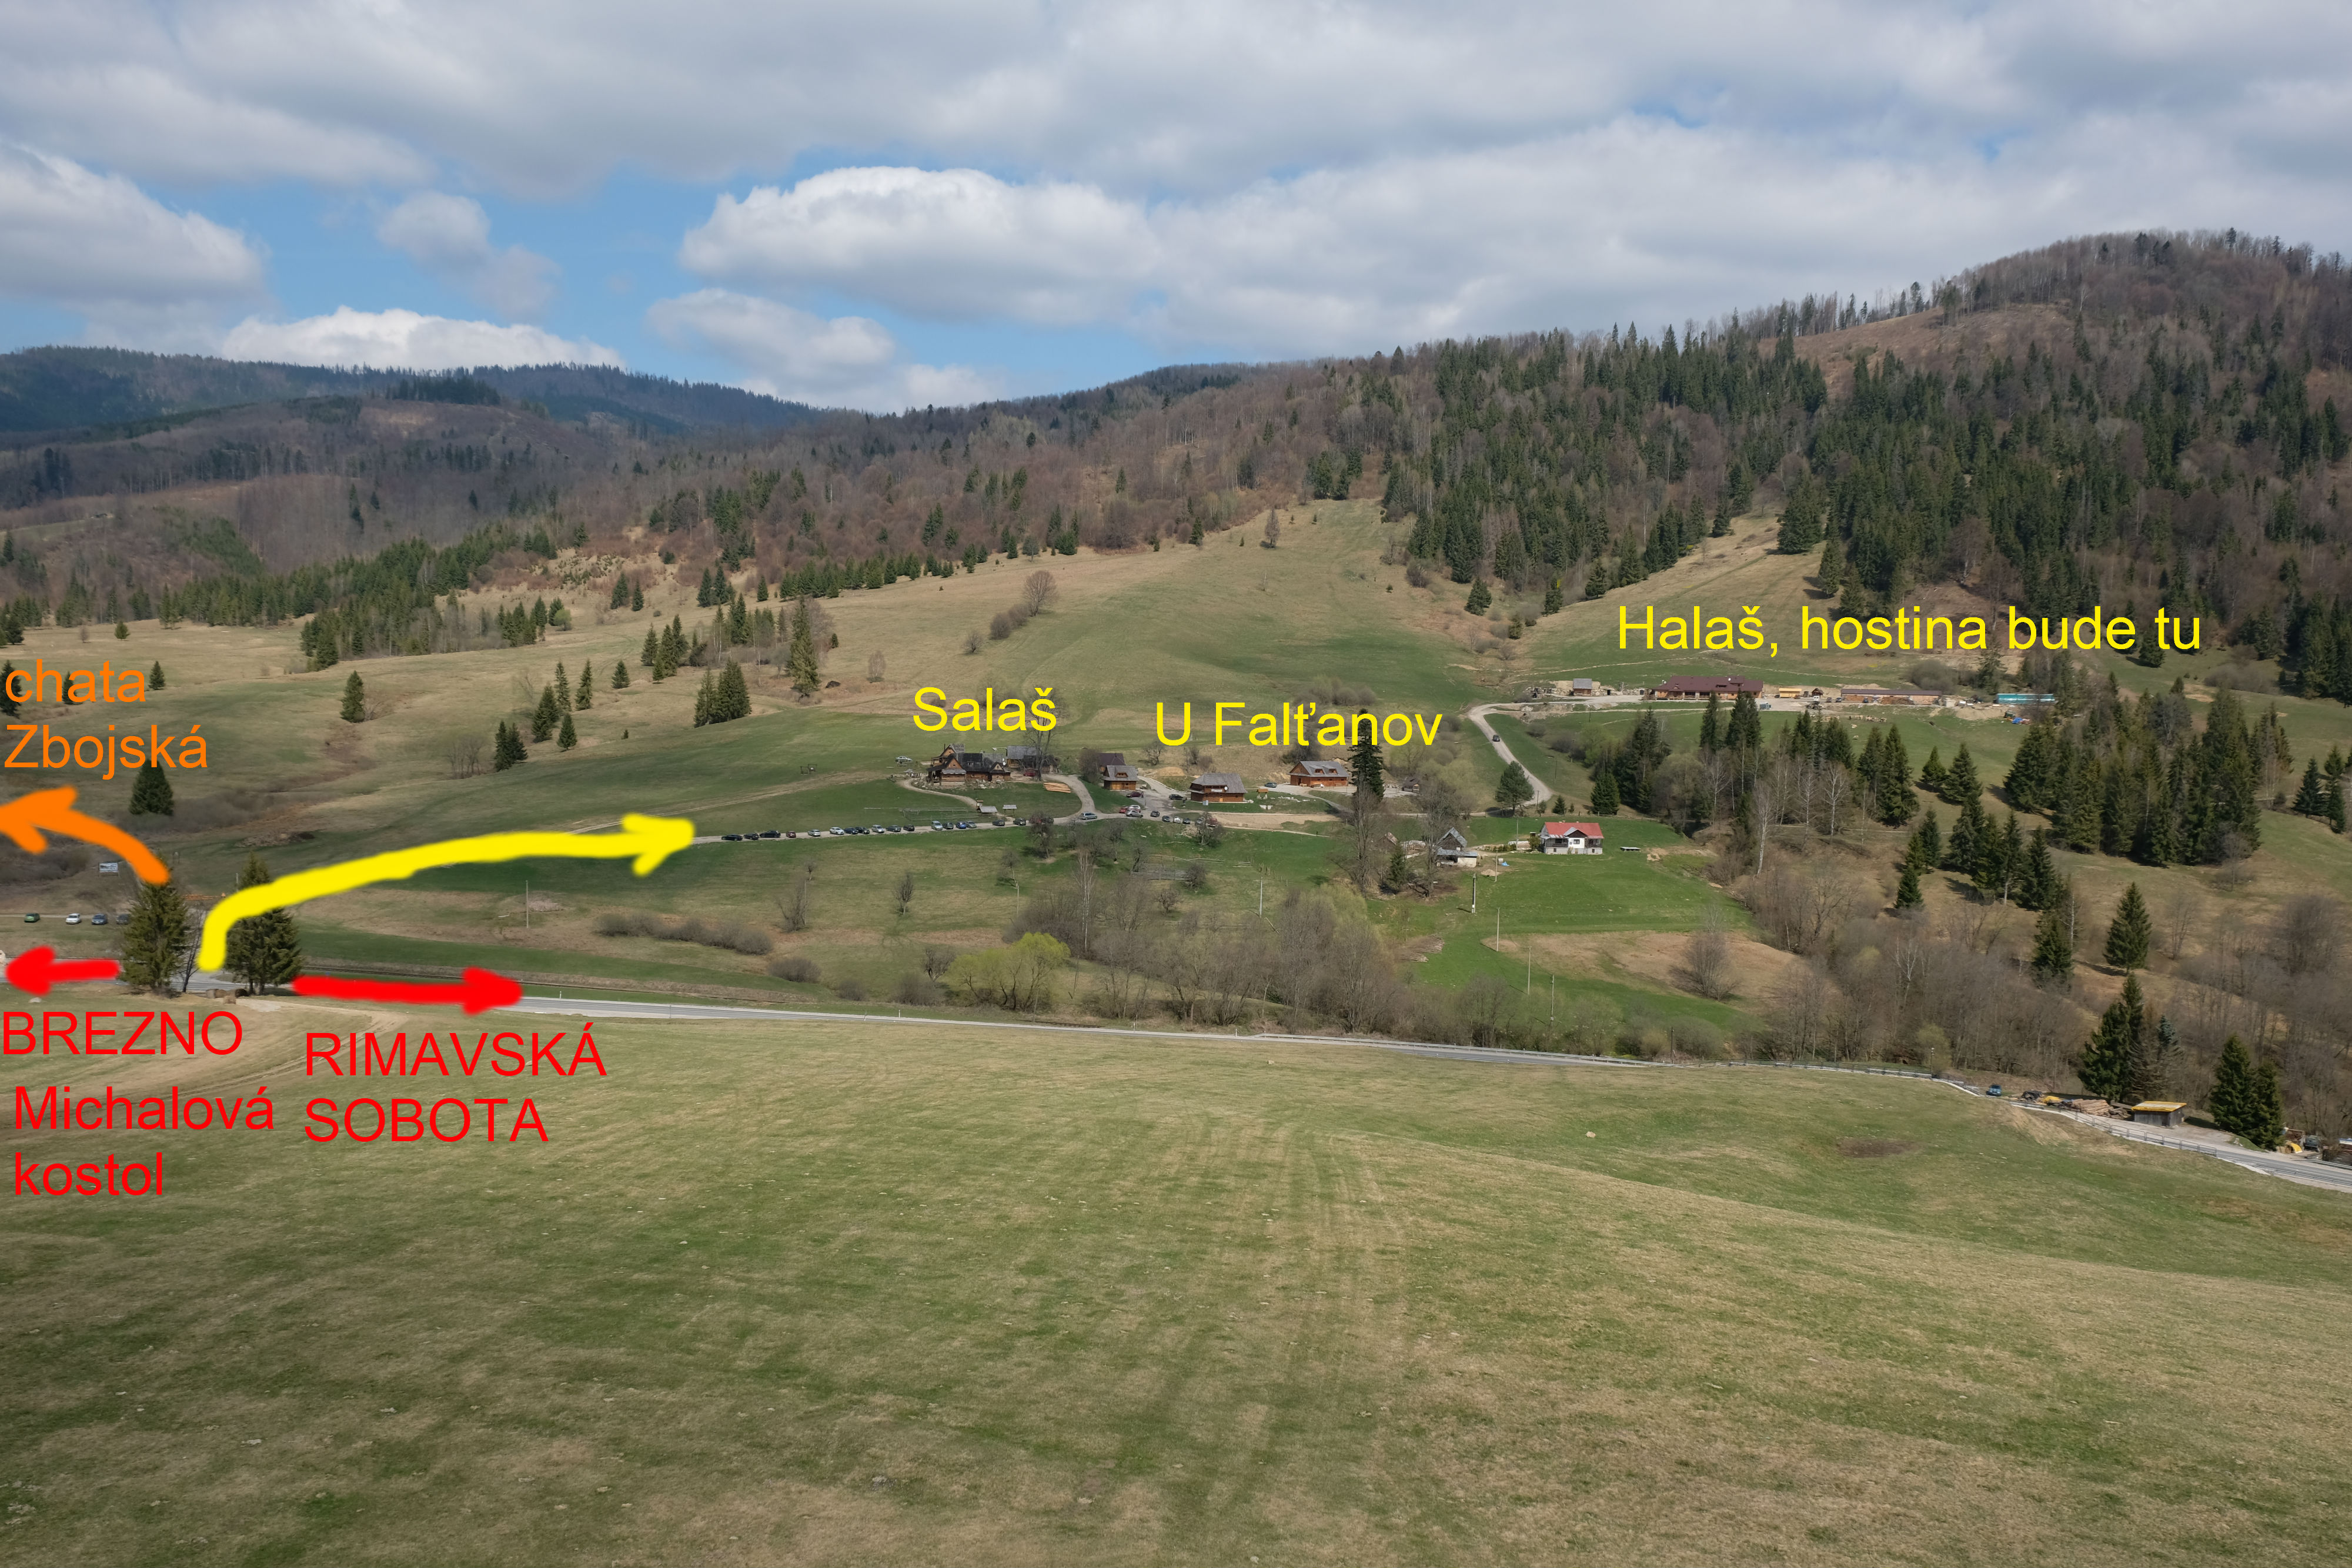 Halaš, hostina bude tu
Salaš
U Falťanov
chata
Zbojská
BREZNO
Michalová
kostol
RIMAVSKÁ
SOBOTA